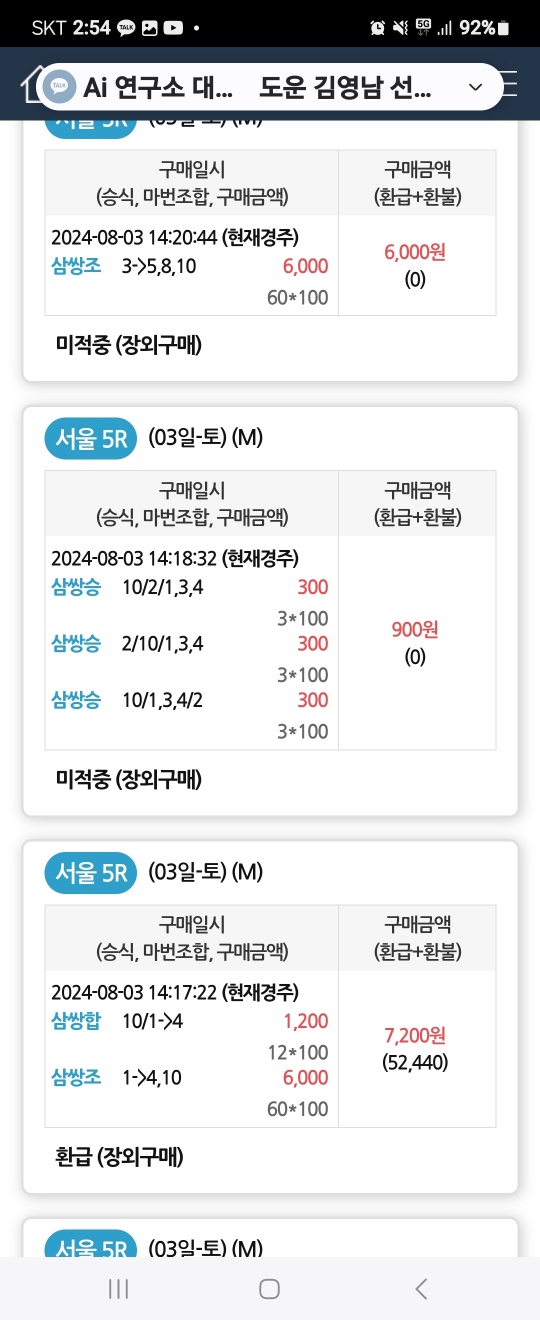 SKT 2:54 TALK 5G 92%
TALK Ai 연구소 대... 도운 김영남 선...
서울 5R (03일-토) (M)
구매일시 구매금액
(승식, 마번조합, 구매금액) (환급+환불)
2024-08-03 14:20:44 (현재경주)
6,000원
삼쌍조 3->5,8,10 6,000
(0)
60*100
미적중 (장외구매)
서울 5R (03일-토) (M)
구매일시 구매금액
(승식, 마번조합, 구매금액) (환급+환불)
2024-08-03 14:18:32 (현재경주)
삼쌍승 10/2/1,3,4 300
3*100
900원
삼쌍승 2/10/1,3,4 300
(0)
3*100
삼쌍승 10/1,3,4/2 300
3*100
미적중 (장외구매)
서울 5R (03일-토) (M)
구매일시 구매금액
(승식, 마번조합, 구매금액) (환급+환불)
2024-08-03 14:17:22 (현재경주)
삼쌍합 10/1->4 1,200
7,200원
12*100
(52,440)
삼쌍조 1->4,10 6,000
60*100
환급 (장외구매)
서울 5R (03일-토) (M)